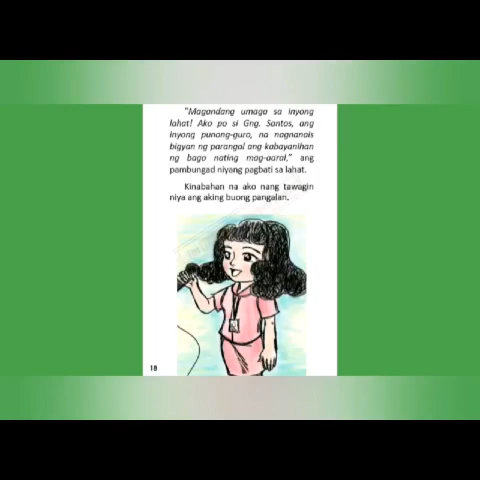 "Magandang umaga sa inyong
lahat! Ako po si Gng. Santos, ang
inyong punong-guro, na nagnanais
bigyan ng parangal ang kabayanihan
ng bago nating mag-aaral," ang
pambungad niyang pagbati sa lahat.
Kinabahan na ako nang tawagin
niya ang aking buong pangalan.
18